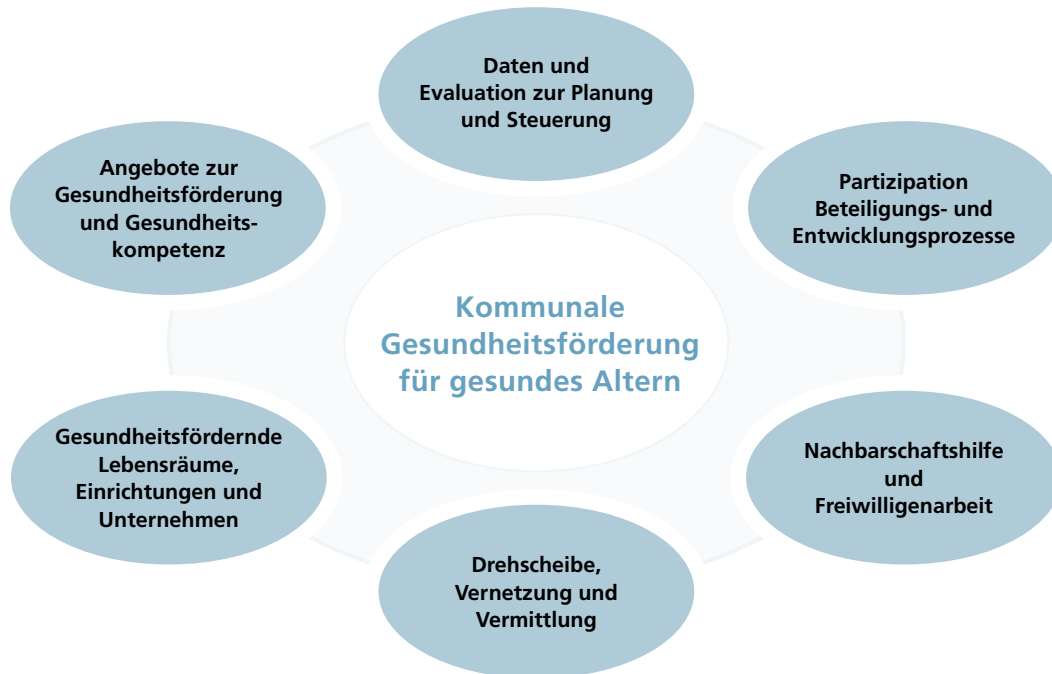 Daten und
Evaluation zur Planung
und Steuerung
Angebote zur
Gesundheitsförderung
und Gesundheits-
kompetenz
Partizipation
Beteiligungs- und
Entwicklungsprozesse
Kommunale
Gesundheitsförderung
für gesundes Altern
Gesundheitsfördernde
Lebensräume,
Einrichtungen und
Unternehmen
Nachbarschaftshilfe
und
Freiwilligenarbeit
Drehscheibe,
Vernetzung und
Vermittlung